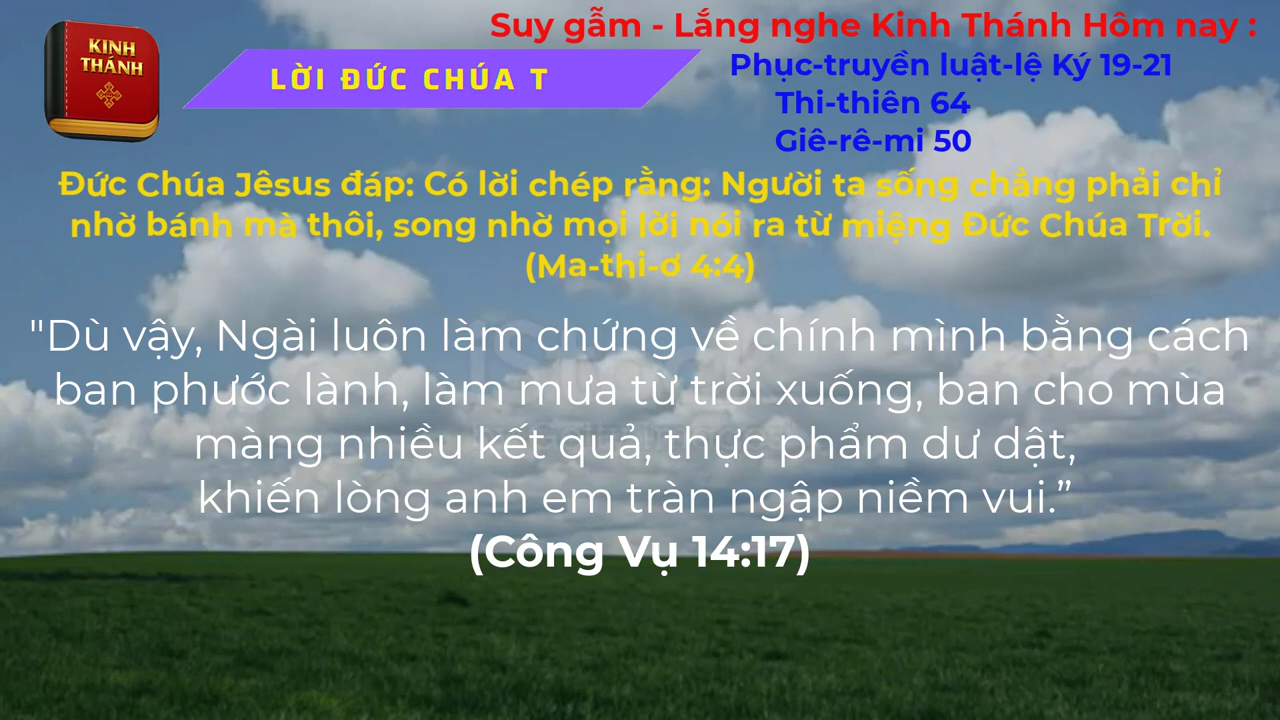 Suy gẫm - Lắng nghe Kinh Thánh Hôm nay :
KINH
THÁNH
LỜI ĐỨC CHÚA T
Phục-truyền luật-lệ Ký 19-21
Thi-thiên 64
Giê-rê-mi 50
Đức Chúa Jêsus đáp: Có lời chép rằng: Người ta sống chẳng phải chỉ
nhờ bánh mà thôi, song nhờ mọi lời nói ra từ miệng Đức Chúa Trời.
(Ma-thi-ơ 4:4)
"Dù vậy, Ngài luôn làm chứng về chính mình bằng cách
ban phước lành, làm mưa từ trời xuống, ban cho mùa
màng nhiều kết quả, thực phẩm dư dật,
khiến lòng anh em tràn ngập niềm vui.”
(Công Vụ 14:17)